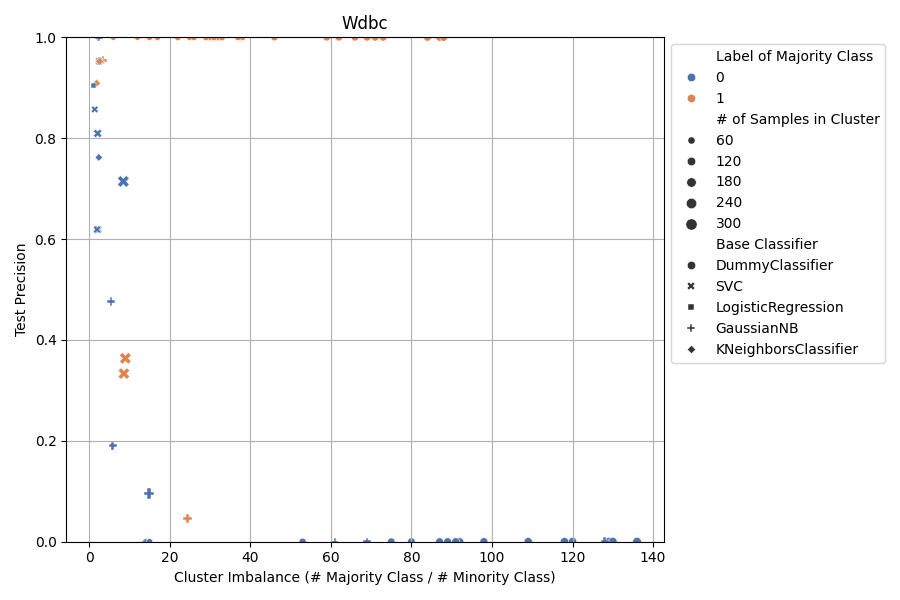 Wdbc
Test Precision
1.0
0.8
0.6
0.4
0.2
0.0
0
20
40
60
80
100
120
140
Cluster Imbalance (# Majority Class / # Minority Class)
Label of Majority Class
0
1
# of Samples in Cluster
60
120
180
240
300
Base Classifier
DummyClassifier
SVC
LogisticRegression
GaussianNB
KNeighborsClassifier